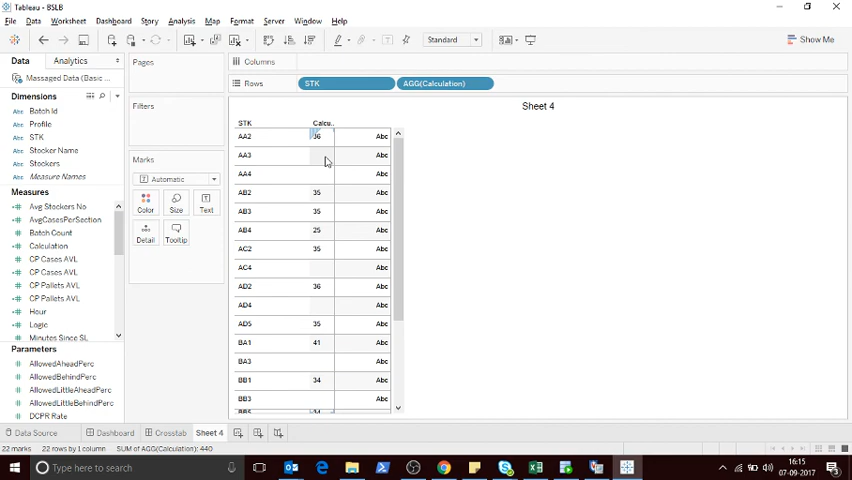 Tableau - BSLB
File Data Worksheet Dashboard Story Analysis Map Format Server Window Help
Standard Show Me
Data Analytics
Pages
Columns
Rows STK AGG(Calculation)
Massaged Data (Basic ...
Dimensions
Batch Id
Profile
STK
Stocker Name
Stockers
Measure Names
Measures
Avg Stockers No
AvgCasesPerSection
Batch Count
Calculation
CP Cases AVL
CP Cases AVL
CP Pallets AVL
CP Pallets AVL
Hour
Logic
Minutes Since SL
Parameters
AllowedAheadPerc
AllowedBehindPerc
AllowedLittleAheadPerc
AllowedLittleBehindPerc
DCPR Rate
Filters
Marks
Automatic
Color Size Text
Detail Tooltip
Sheet 4
STK Calcu..
AA2 36 Abc
AA3 Abc
AA4 Abc
AB2 35 Abc
AB3 35 Abc
AB4 25 Abc
AC2 35 Abc
AC4 Abc
AD2 36 Abc
AD4 Abc
AD5 35 Abc
BA1 41 Abc
BA3 Abc
BB1 34 Abc
BB3 Abc
Data Source Dashboard Crosstab Sheet 4
22 marks 22 rows by 1 column SUM of AGG(Calculation): 440
Type here to search
16:15
07-09-2017